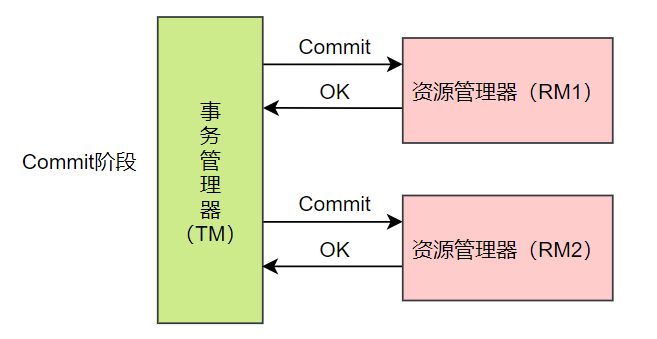 Commit阶段
事
务
管
理
器
（TM）
Commit
OK
资源管理器（RM1）
Commit
OK
资源管理器（RM2）